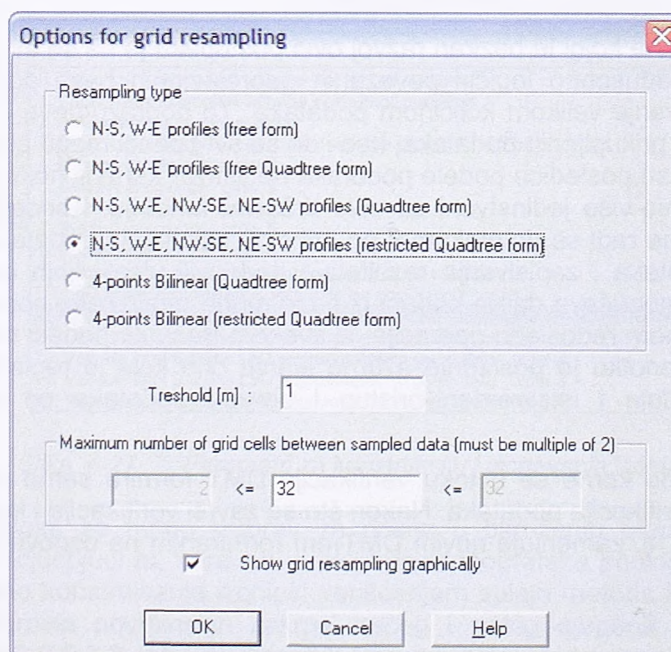 Options for grid resampling
Resampling type
N-S, W-E profiles (free form)
N-S, W-E profiles (free Quadtree form)
N-S, W-E, NW-SE, NE-SW profiles (Quadtree form)
N-S, W-E, NW-SE, NE-SW profiles (restricted Quadtree form)
4-points Bilinear (Quadtree form)
4-points Bilinear (restricted Quadtree form)
Treshold [m] : 1
Maximum number of grid cells between sampled data (must be multiple of 2)
2 <= 32 <= 32
Show grid resampling graphically
OK Cancel Help